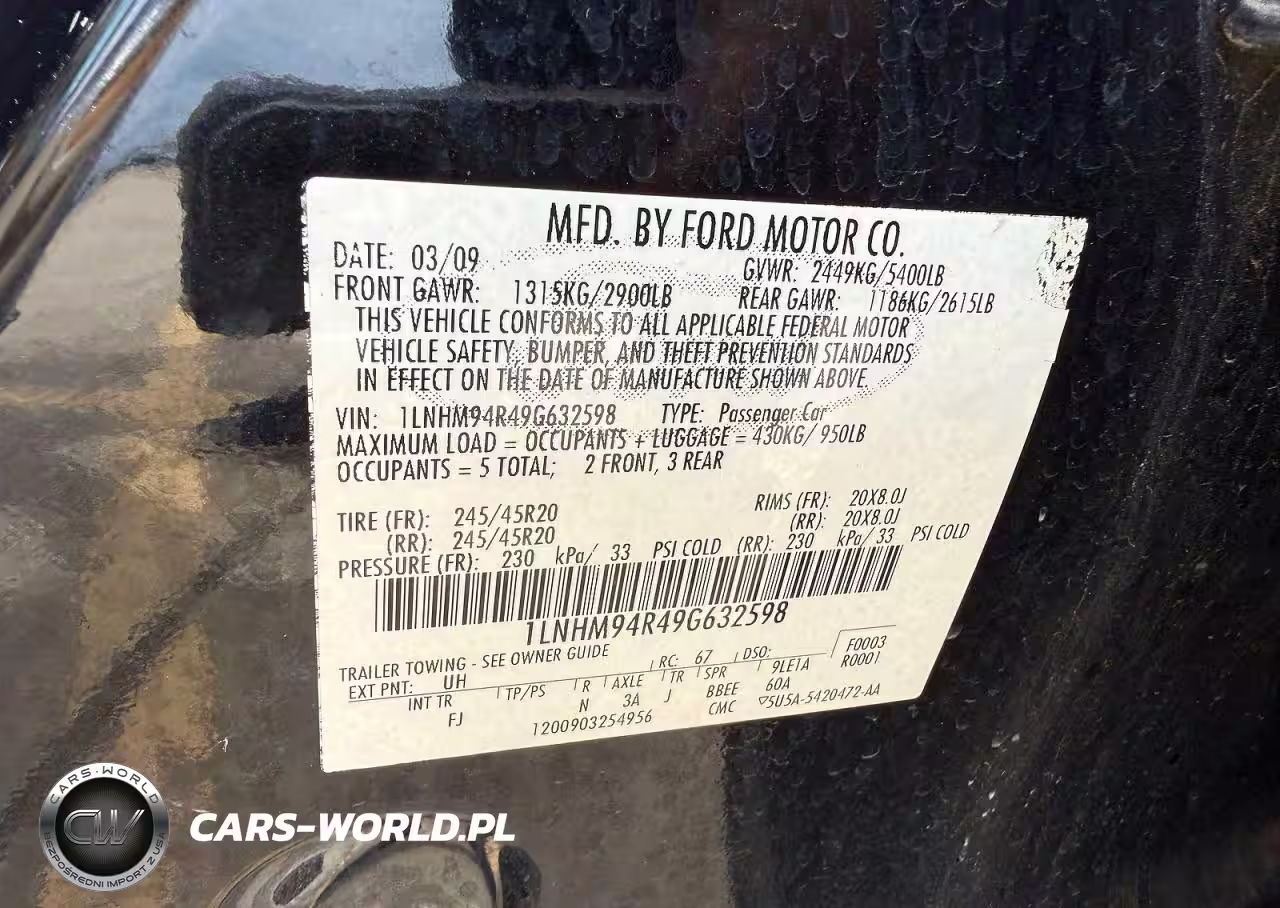 MFD. BY FORD MOTOR CO.
DATE: 03/09 GVWR: 2449KG/5400LB
FRONT GAWR: 1315KG/2900LB REAR GAWR: 1186KG/2615LB
THIS VEHICLE CONFORMS TO ALL APPLICABLE FEDERAL MOTOR
VEHICLE SAFETY, BUMPER, AND THEFT PREVENTION STANDARDS
IN EFFECT ON THE DATE OF MANUFACTURE SHOWN ABOVE.
VIN: 1LNHM94R49G632598 TYPE: Passenger Car
MAXIMUM LOAD = OCCUPANTS + LUGGAGE = 430KG/ 950LB
OCCUPANTS = 5 TOTAL; 2 FRONT, 3 REAR
TIRE (FR): 245/45R20 RIMS (FR): 20X8.0J
(RR): 245/45R20 (RR): 20X8.0J
PRESSURE (FR): 230 kPa/ 33 PSI COLD (RR): 230 kPa/ 33 PSI COLD
1LNHM94R49G632598
TRAILER TOWING - SEE OWNER GUIDE
EXT PNT: UH RC: 67 DSO: F0003
INT TR TP/PS R AXLE TR SPR 9LE1A R0001
FJ N 3A J BBEE 60A
1200903254956 CMC ▽5U5A-5420472-AA
CARS-WORLD
CW
BEZPOŚREDNI IMPORT Z USA
CARS-WORLD.PL